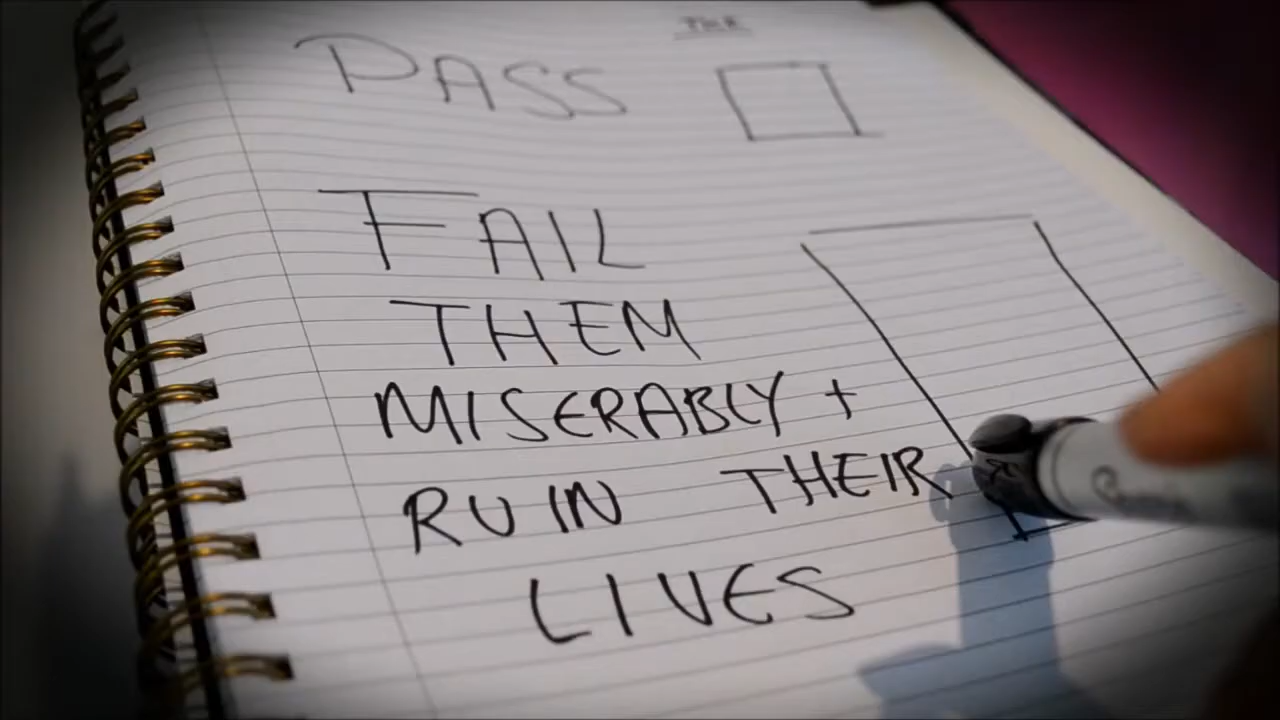 PASS
FAIL
THEM
MISERABLY +
RUIN THEIR
LIVES